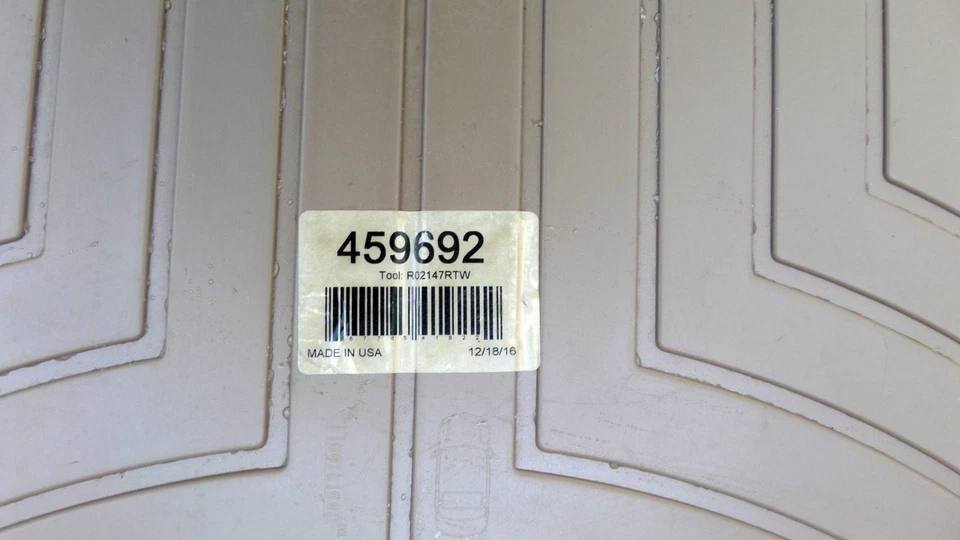 459692
Tool: R02147RTW
MADE IN USA
12/18/16